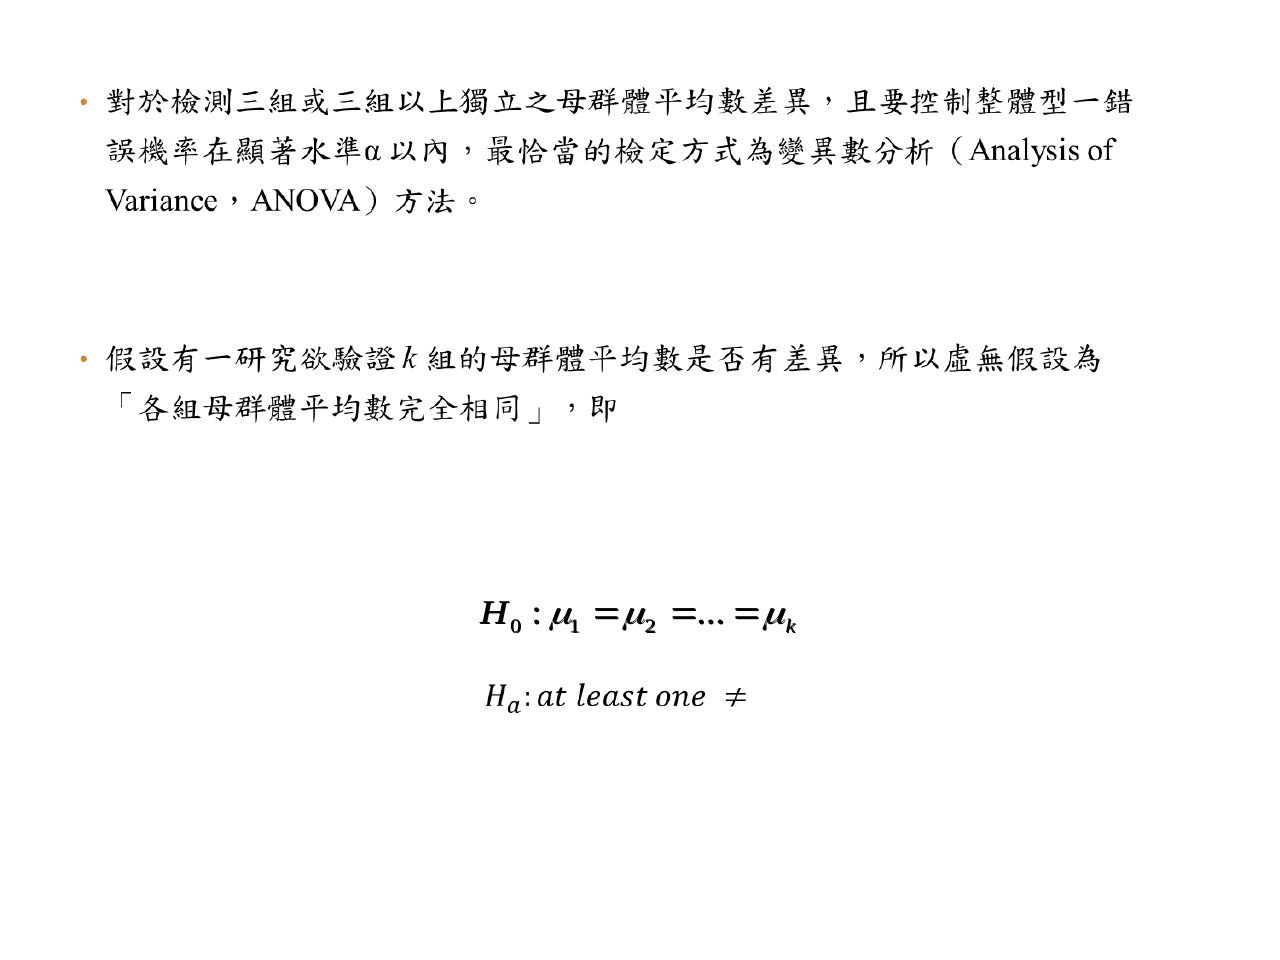 • 對於檢測三組或三組以上獨立之母群體平均數差異，且要控制整體型一錯
誤機率在顯著水準α 以內，最恰當的檢定方式為變異數分析（Analysis of
Variance，ANOVA）方法。
• 假設有一研究欲驗證 k 組的母群體平均數是否有差異，所以虛無假設為
「各組母群體平均數完全相同」，即
H₀ : μ₁ = μ₂ = ... = μₖ
Hₐ: at least one ≠